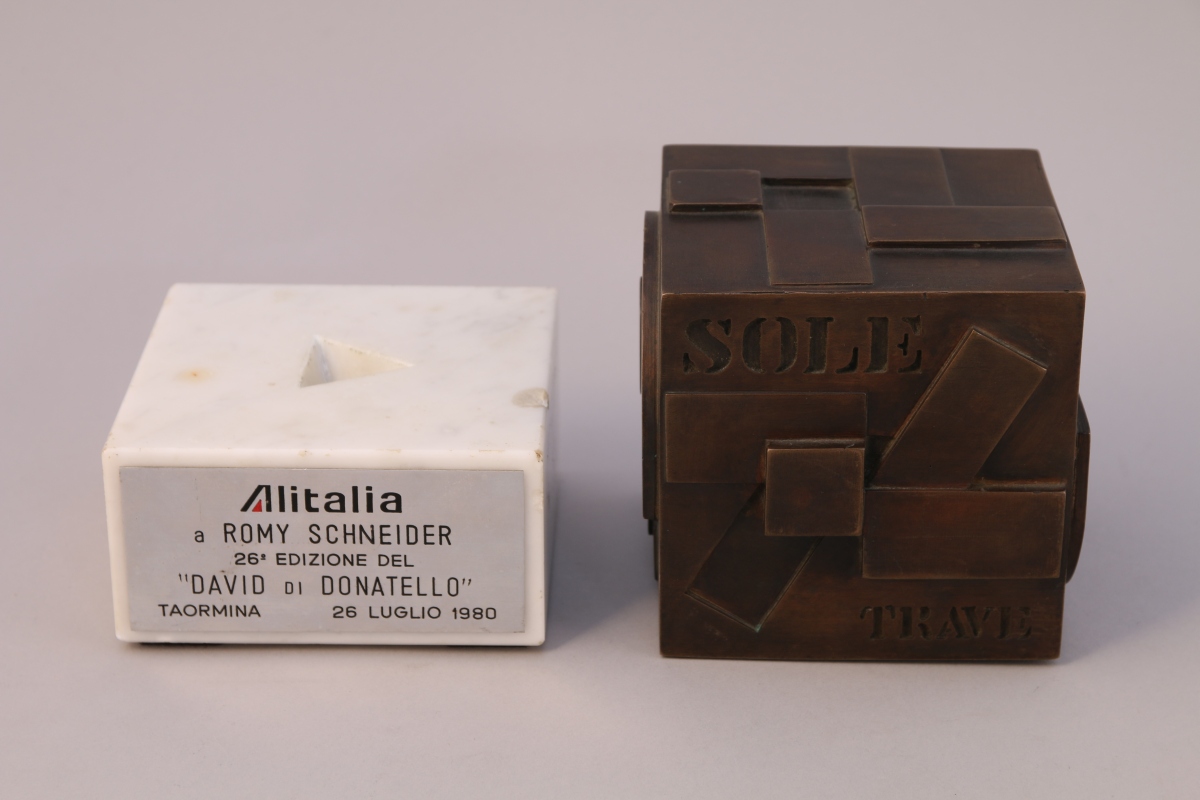 Alitalia
a ROMY SCHNEIDER
26ª EDIZIONE DEL
"DAVID DI DONATELLO"
TAORMINA 26 LUGLIO 1980
SOLE
TRAVE